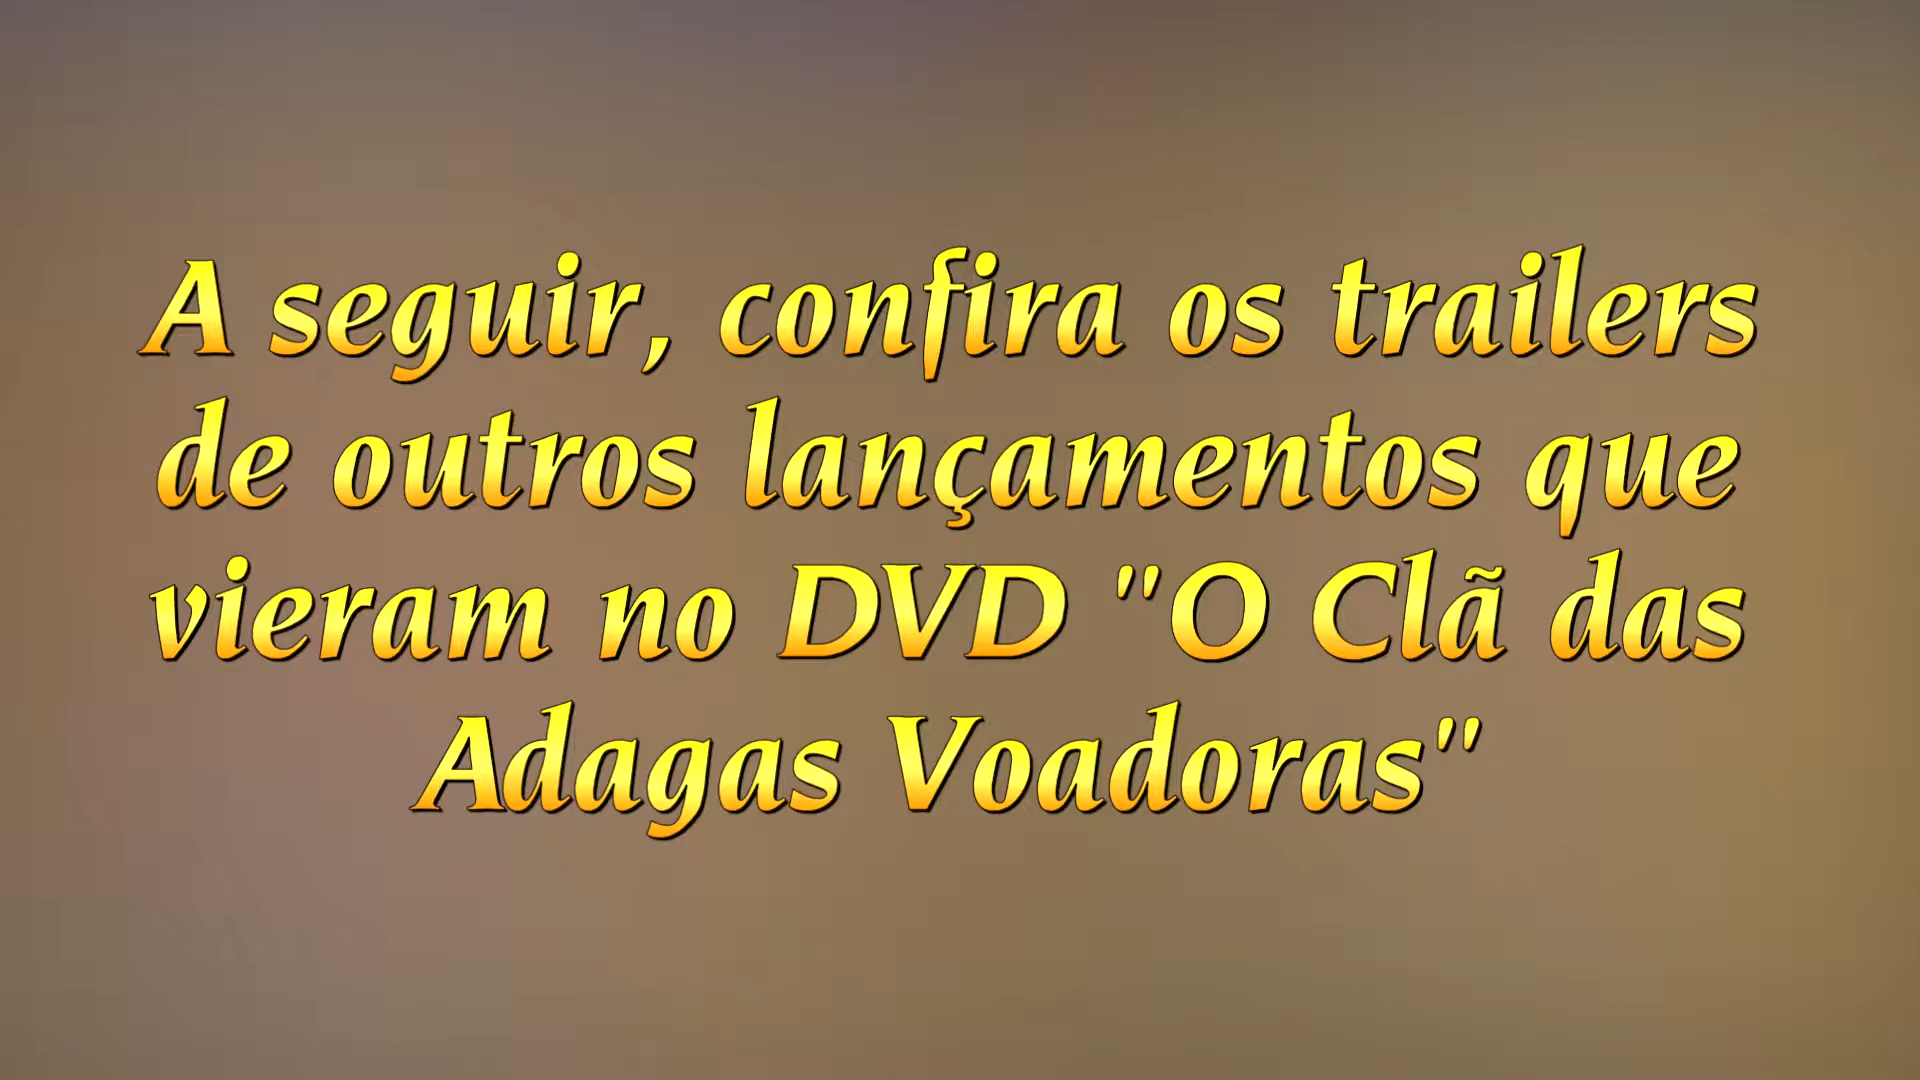 A seguir, confira os trailers
de outros lançamentos que
vieram no DVD "O Clã das
Adagas Voadoras"